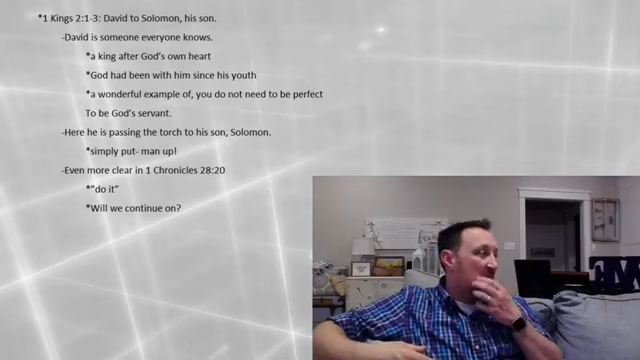 *1 Kings 2:1-3: David to Solomon, his son.
-David is someone everyone knows.
*a king after God's own heart
*God had been with him since his youth
*a wonderful example of, you do not need to be perfect
To be God's servant.
-Here he is passing the torch to his son, Solomon.
*simply put- man up!
-Even more clear in 1 Chronicles 28:20
*"do it"
*Will we continue on?